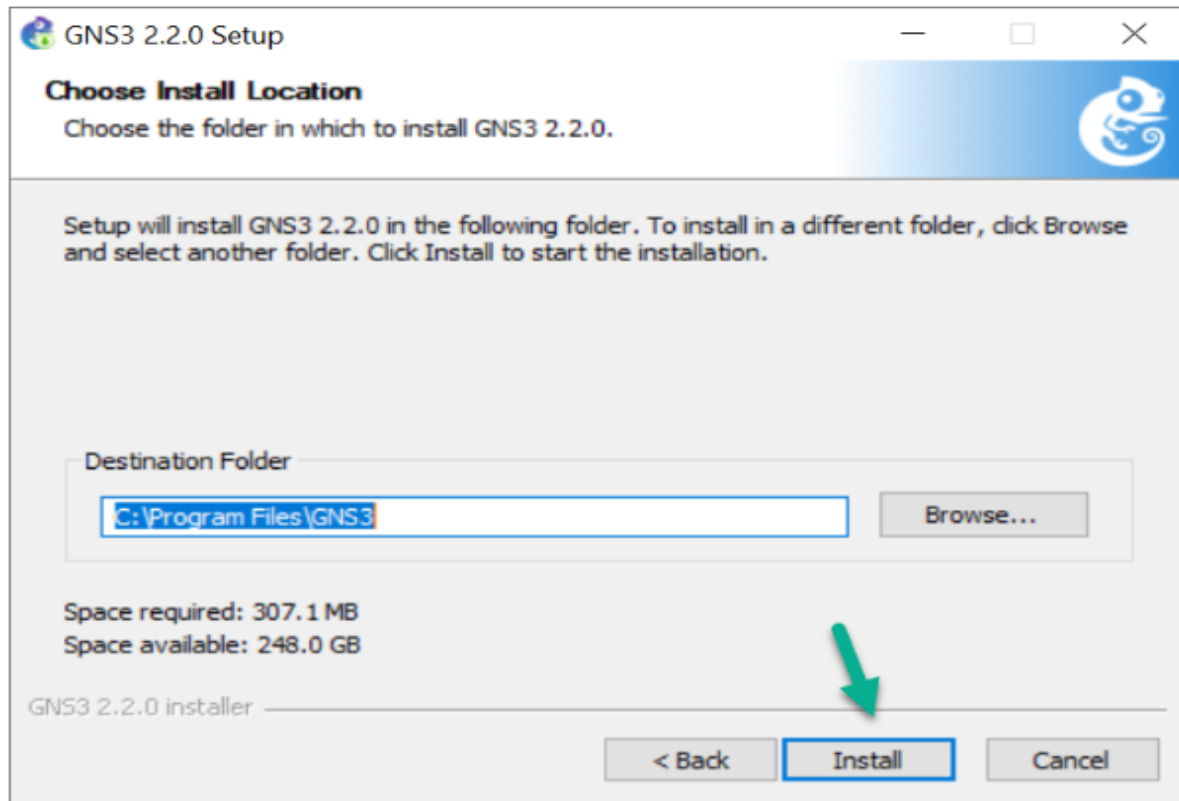 GNS3 2.2.0 Setup
Choose Install Location
Choose the folder in which to install GNS3 2.2.0.
Setup will install GNS3 2.2.0 in the following folder. To install in a different folder, click Browse
and select another folder. Click Install to start the installation.
Destination Folder
C:\Program Files\GNS3
Browse...
Space required: 307.1 MB
Space available: 248.0 GB
GNS3 2.2.0 installer
< Back
Install
Cancel